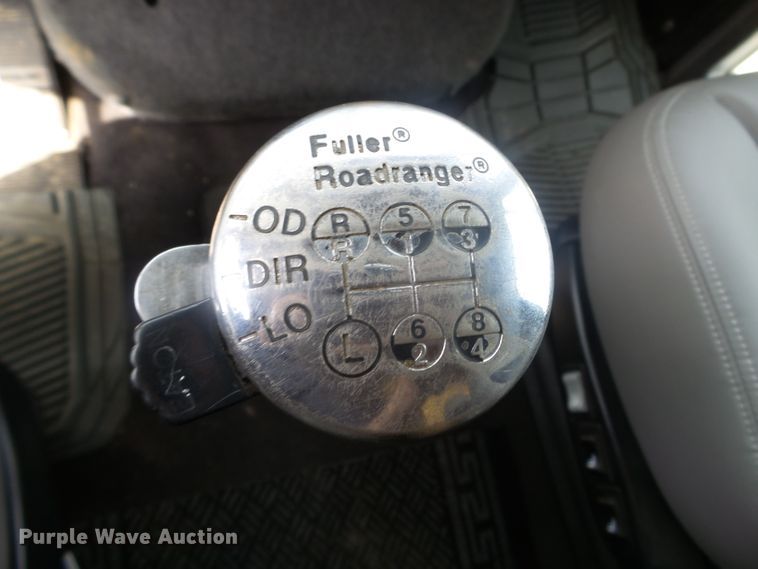 Fuller®
Roadranger®
-OD R 5 7
R 1 3
-DIR
-LO L 6 8
2 4
Purple Wave Auction